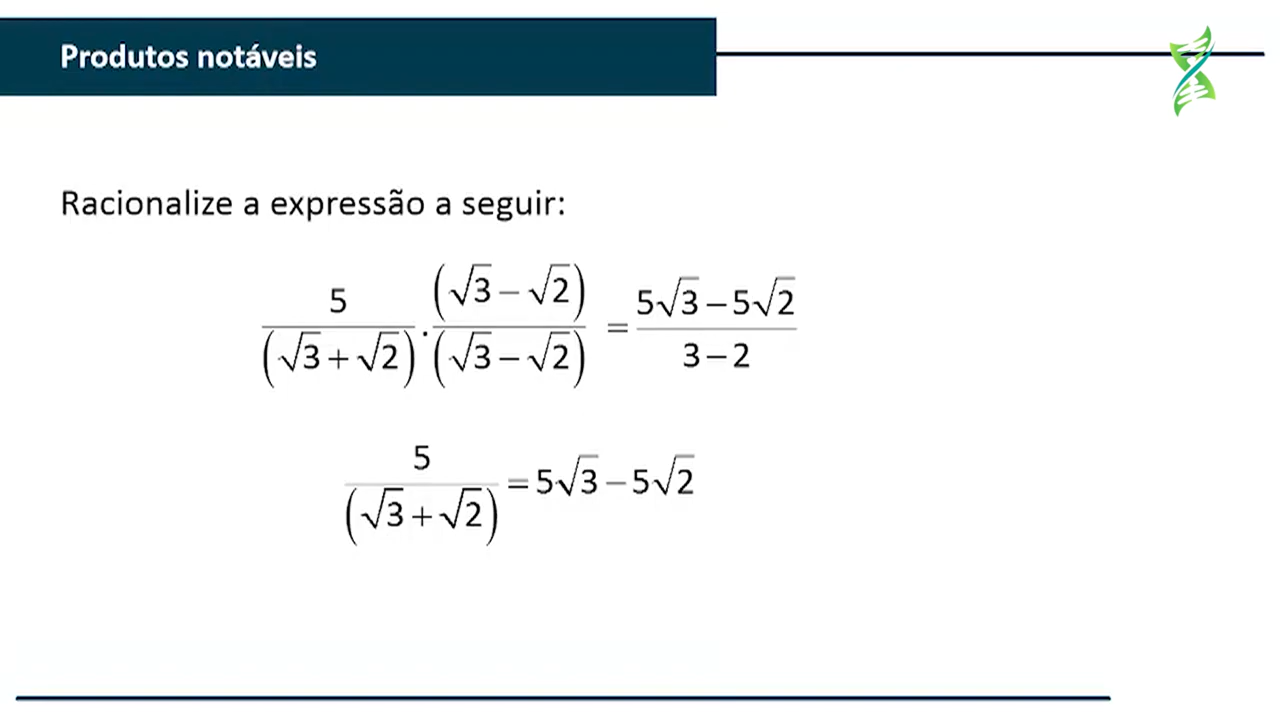 Produtos notáveis
Racionalize a expressão a seguir:
5/(√3+√2) · (√3−√2)/(√3−√2) = (5√3−5√2)/(3−2)
5/(√3+√2) = 5√3−5√2